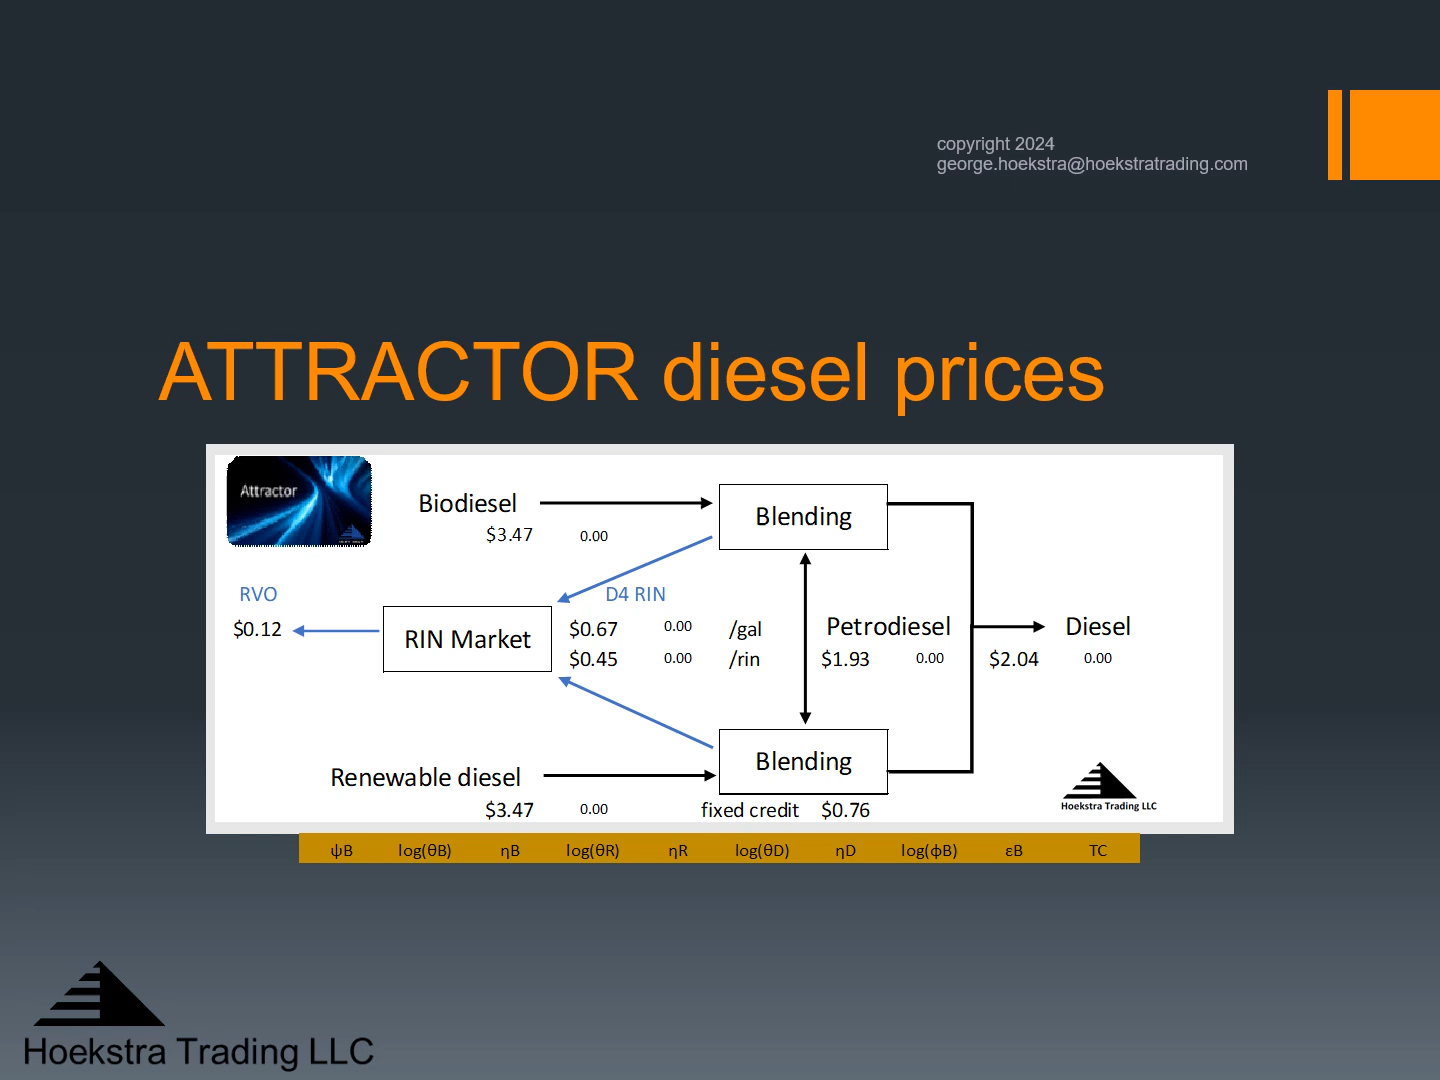 copyright 2024
george.hoekstra@hoekstratrading.com
ATTRACTOR diesel prices
Attractor
Biodiesel
$3.47 0.00
Blending
RVO
$0.12
RIN Market
D4 RIN
$0.67 0.00 /gal
$0.45 0.00 /rin
Petrodiesel
$1.93 0.00
Diesel
$2.04 0.00
Renewable diesel
$3.47 0.00
Blending
fixed credit $0.76
Hoekstra Trading LLC
ψB log(θB) ηB log(θR) ηR log(θD) ηD log(φB) εB TC
Hoekstra Trading LLC